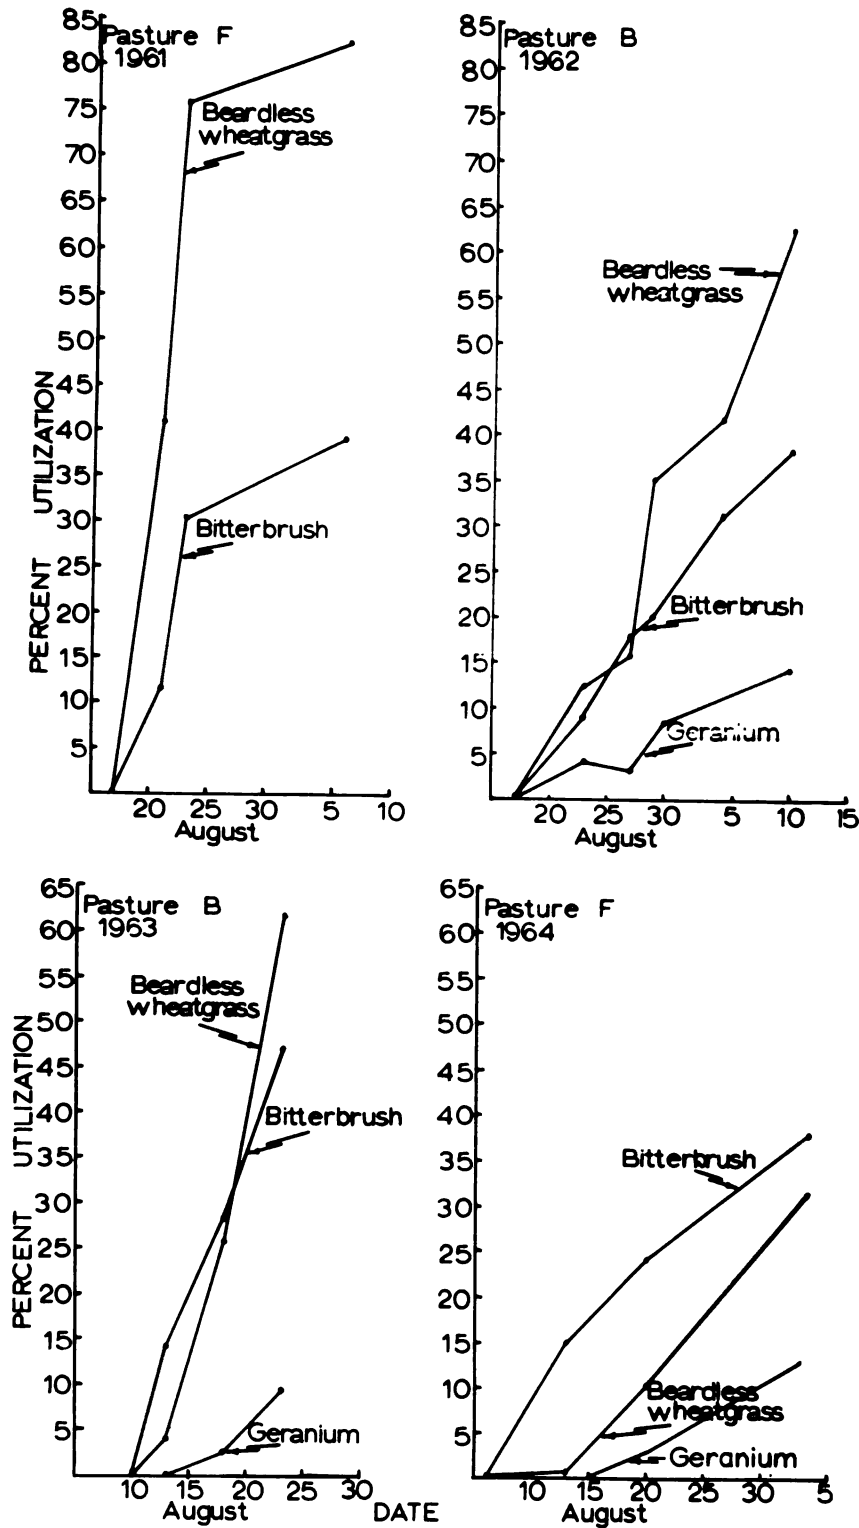 Pasture F
1961
85
80
75
70
65
60
55
50
45
40
35
30
25
20
15
10
5
PERCENT UTILIZATION
Beardless
wheatgrass
Bitterbrush
20 25 30 5 10
August
Pasture B
1962
85
80
75
70
65
60
55
50
45
40
35
30
25
20
15
10
5
Beardless
wheatgrass
Bitterbrush
Geranium
20 25 30 5 10 15
August
Pasture B
1963
65
60
55
50
45
40
35
30
25
20
15
10
5
PERCENT UTILIZATION
Beardless
wheatgrass
Bitterbrush
Geranium
10 15 20 25 30
August
DATE
Pasture F
1964
65
60
55
50
45
40
35
30
25
20
15
10
5
Bitterbrush
Beardless
wheatgrass
Geranium
10 15 20 25 30 5
August